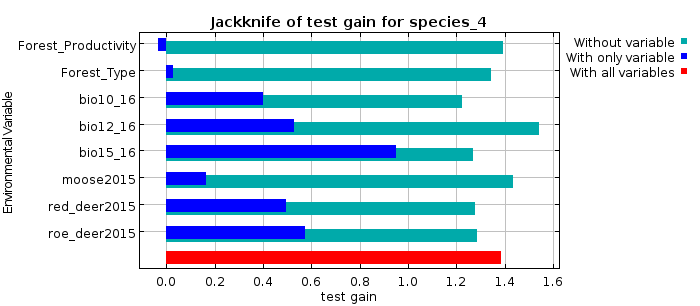 Jackknife of test gain for species_4
Environmental Variable
Forest_Productivity
Forest_Type
bio10_16
bio12_16
bio15_16
moose2015
red_deer2015
roe_deer2015
0.0 0.2 0.4 0.6 0.8 1.0 1.2 1.4 1.6
test gain
Without variable
With only variable
With all variables